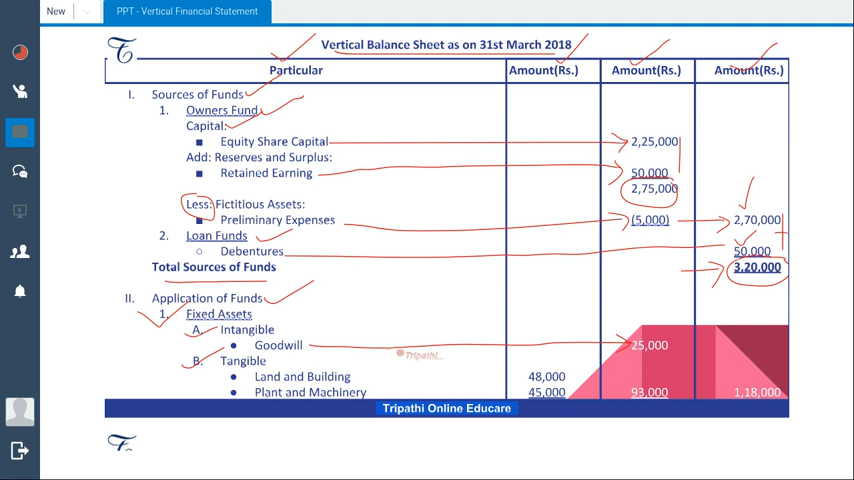 New
PPT - Vertical Financial Statement
Vertical Balance Sheet as on 31st March 2018
Particular Amount(Rs.) Amount(Rs.) Amount(Rs.)
I. Sources of Funds
1. Owners Fund
Capital:
■ Equity Share Capital 2,25,000
Add: Reserves and Surplus:
■ Retained Earning 50,000
2,75,000
Less: Fictitious Assets:
■ Preliminary Expenses (5,000) 2,70,000
2. Loan Funds
○ Debentures 50,000
Total Sources of Funds 3,20,000
II. Application of Funds
1. Fixed Assets
A. Intangible
● Goodwill 25,000
Tripathi...
B. Tangible
● Land and Building 48,000
● Plant and Machinery 45,000 93,000 1,18,000
Tripathi Online Educare